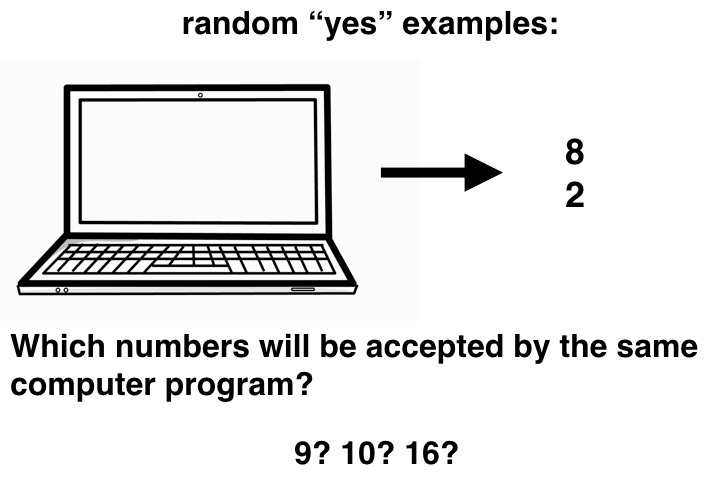 random “yes” examples:
8
2
Which numbers will be accepted by the same
computer program?
9? 10? 16?